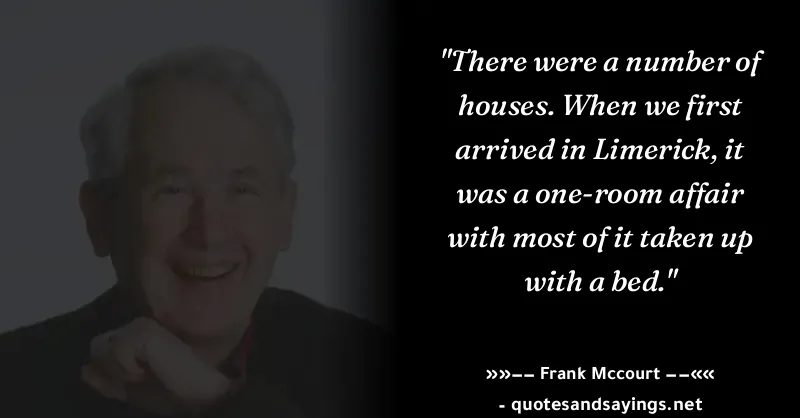 "There were a number of
houses. When we first
arrived in Limerick, it
was a one-room affair
with most of it taken up
with a bed."
»»−− Frank Mccourt −−««
- quotesandsayings.net